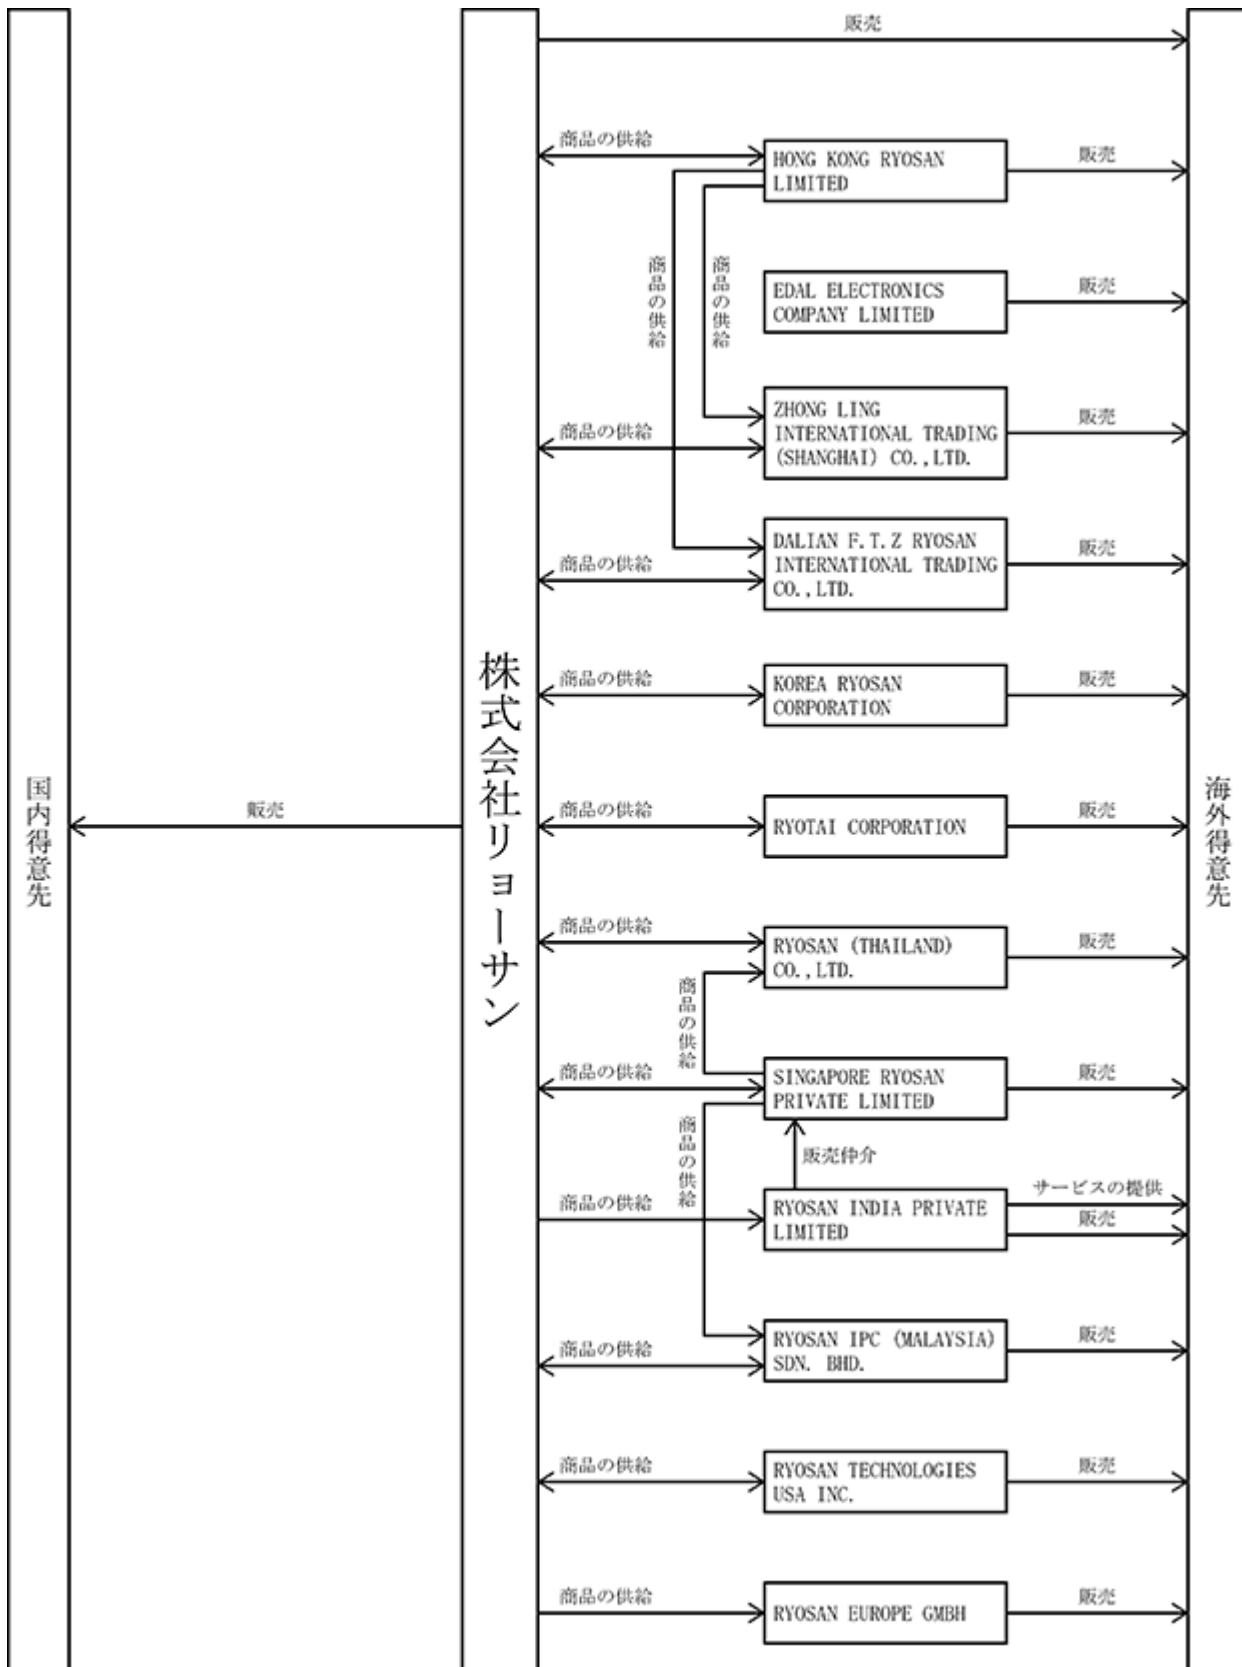 販売
商品の供給
HONG KONG RYOSAN
LIMITED
販売
商品の供給
商品の供給
EDAL ELECTRONICS
COMPANY LIMITED
販売
商品の供給
ZHONG LING
INTERNATIONAL TRADING
(SHANGHAI) CO.,LTD.
販売
商品の供給
DALIAN F.T.Z RYOSAN
INTERNATIONAL TRADING
CO.,LTD.
販売
商品の供給
KOREA RYOSAN
CORPORATION
販売
国内得意先
販売
株式会社リョーサン
商品の供給
RYOTAI CORPORATION
販売
海外得意先
商品の供給
RYOSAN (THAILAND)
CO.,LTD.
販売
商品の供給
商品の供給
SINGAPORE RYOSAN
PRIVATE LIMITED
販売
商品の供給
販売仲介
商品の供給
RYOSAN INDIA PRIVATE
LIMITED
サービスの提供
販売
商品の供給
RYOSAN IPC (MALAYSIA)
SDN. BHD.
販売
商品の供給
RYOSAN TECHNOLOGIES
USA INC.
販売
商品の供給
RYOSAN EUROPE GMBH
販売